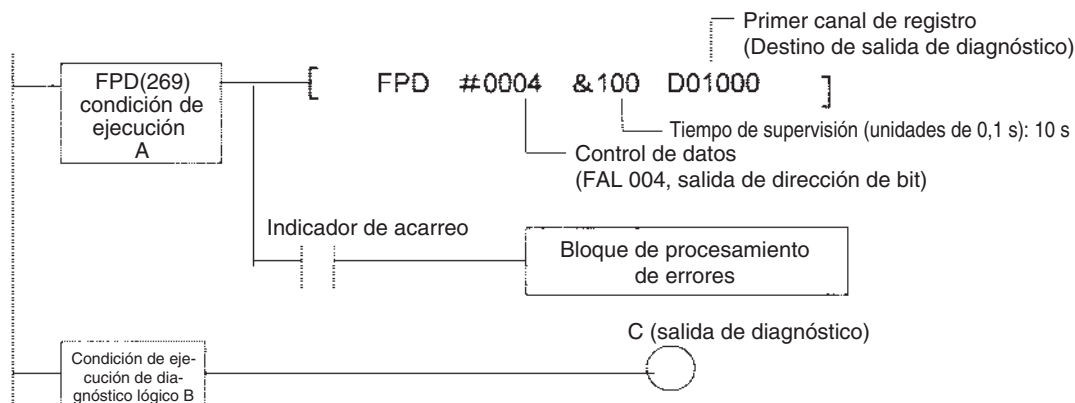 Primer canal de registro
(Destino de salida de diagnóstico)
FPD(269)
condición de
ejecución
A
FPD #0004 &100 D01000
Tiempo de supervisión (unidades de 0,1 s): 10 s
Control de datos
(FAL 004, salida de dirección de bit)
Indicador de acarreo
Bloque de procesamiento
de errores
C (salida de diagnóstico)
Condición de eje-
cución de dia-
gnóstico lógico B